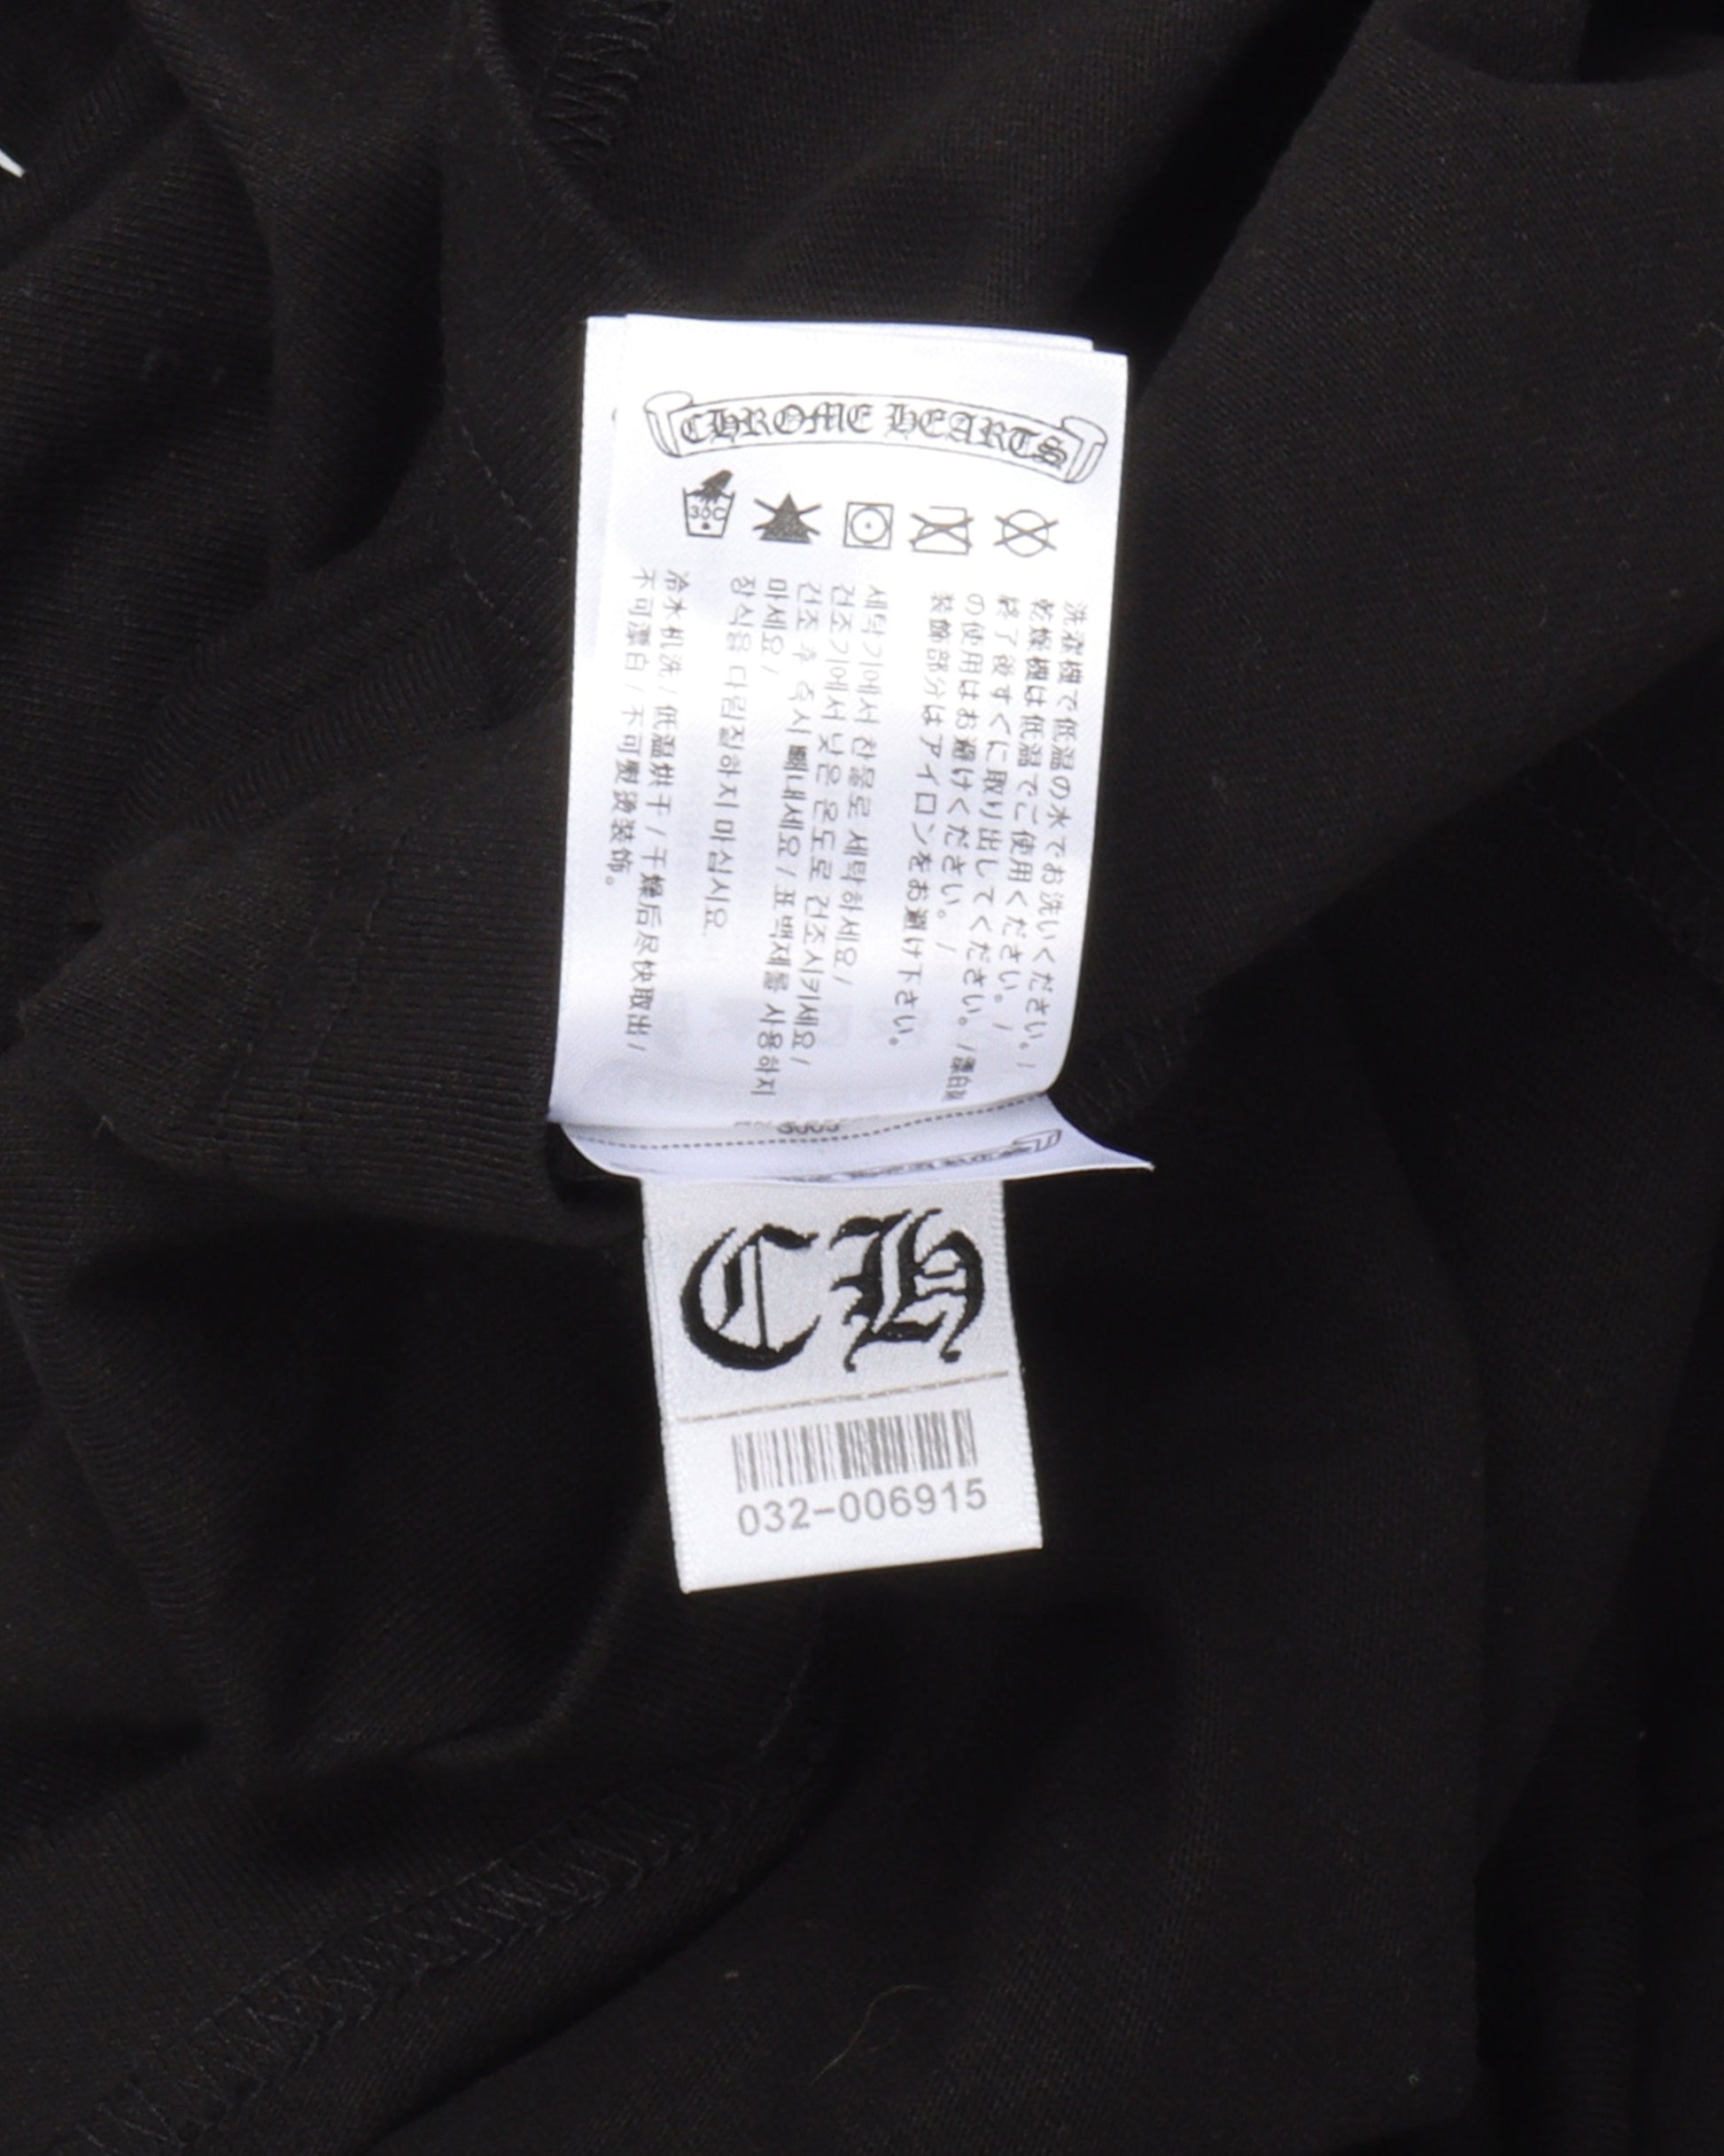 CHROME HEARTS
30C
洗濯機で低温の水でお洗いください。/
乾燥機は低温でご使用ください。/
終了後すぐに取り出してください。/漂白剤
の使用はお避けください。/
装飾部分はアイロンをお避け下さい。
세탁기에서 찬물로 세탁하세요/
건조기에서 낮은 온도로 건조시키세요/
건조 후 즉시 빼내세요/표백제를 사용하지
마세요/
장식을 다림질하지 마십시오.
冷水机洗/低温烘干/干燥后尽快取出/
不可漂白/不可熨烫装饰。
CH
032-006915